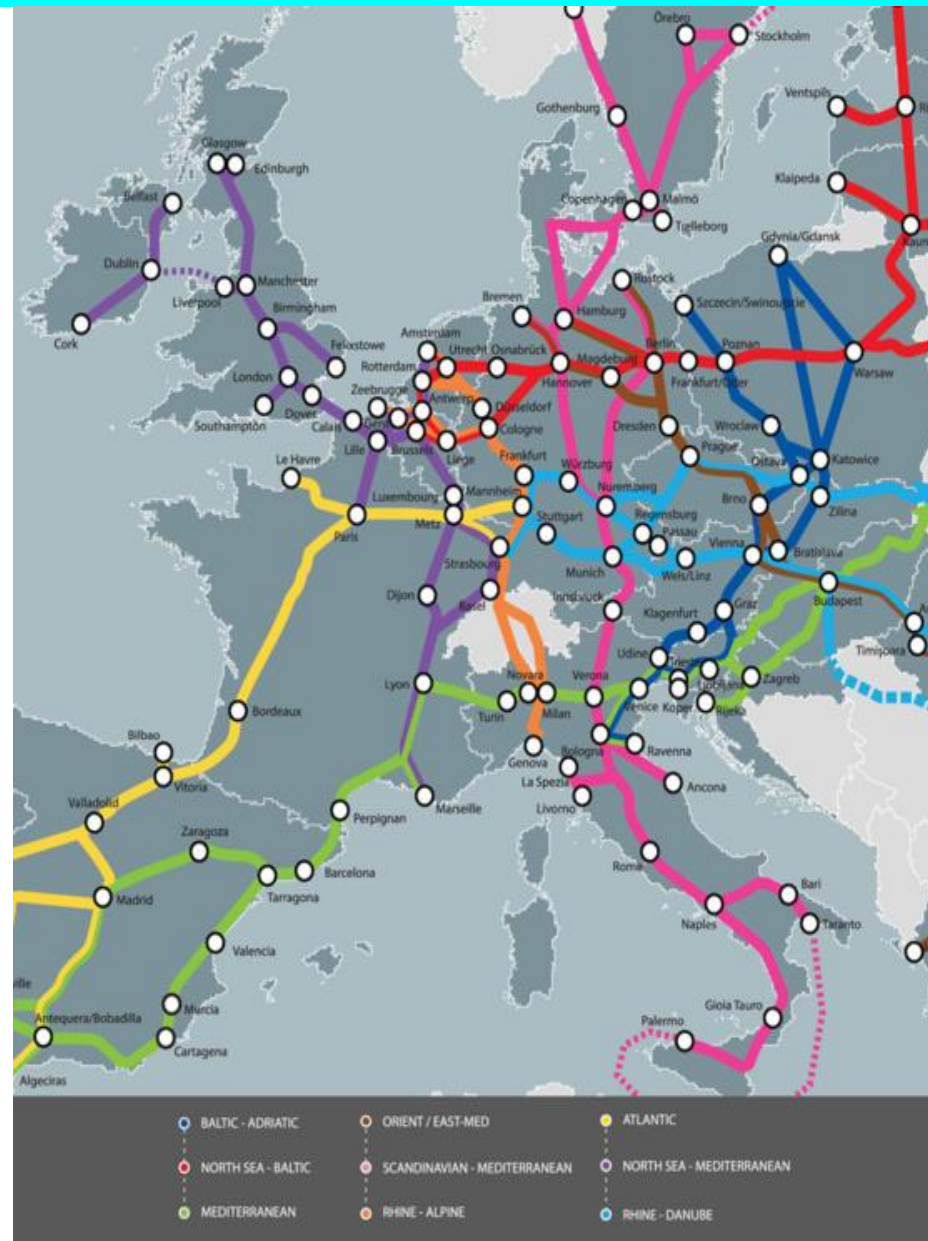 Örebro
Stockholm
Gothenburg
Ventspils
Glasgow
Edinburgh
Klaipeda
Belfast
Copenhagen
Malmö
Tjelleborg
Gdynia/Gdansk
Dublin
Manchester
Liverpool
Rostock
Szczecin/Swinoujscie
Bremen
Hamburg
Birmingham
Cork
Felixstowe
Amsterdam
Utrecht
Osnabrück
Magdeburg
Berlin
Poznan
Rotterdam
Hannover
Frankfurt/Oder
Warsaw
London
Zeebrugge
Dover
Antwerp
Düsseldorf
Southampton
Calais
Cologne
Dresden
Wroclaw
Lille
Brussels
Liege
Prague
Katowice
Le Havre
Frankfurt
Würzburg
Ostava
Luxembourg
Mannheim
Nuremberg
Brno
Zilina
Paris
Metz
Stuttgart
Regensburg
Passau
Vienna
Bratislava
Strasbourg
Munich
Wels/Linz
Dijon
Basel
Innsbruck
Klagenfurt
Graz
Budapest
Udine
Timişoara
Lyon
Novara
Verona
Ljubljana
Zagreb
Turin
Milan
Venice
Koper
Rijeka
Bordeaux
Bilbao
Genova
Bologna
Ravenna
Vitoria
La Spezia
Ancona
Valladolid
Livorno
Marseille
Perpignan
Zaragoza
Roma
Barcelona
Madrid
Tarragona
Bari
Naples
Taranto
Valencia
Murcia
Gioia Tauro
Antequera/Bobadilla
Palermo
Cartagena
Algeciras
BALTIC - ADRIATIC
ORIENT / EAST-MED
ATLANTIC
NORTH SEA - BALTIC
SCANDINAVIAN - MEDITERRANEAN
NORTH SEA - MEDITERRANEAN
MEDITERRANEAN
RHINE - ALPINE
RHINE - DANUBE